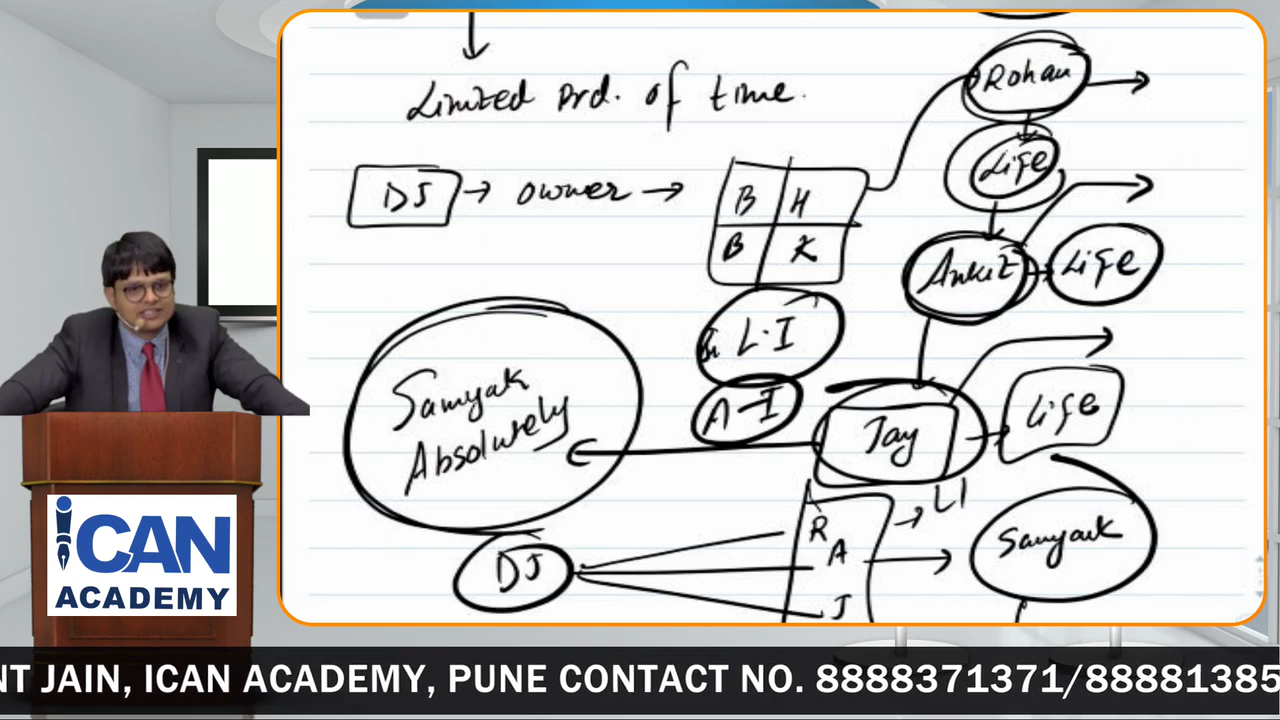 Limited prd. of time.
Rohan
Life
DJ → owner →
B H
B K
Ankit
Life
L.I
A-I
Samyak
Absolutely
Jay
Life
LI
DJ
R
A
J
Samyak
iCAN
ACADEMY
NT JAIN, ICAN ACADEMY, PUNE CONTACT NO. 8888371371/88881385